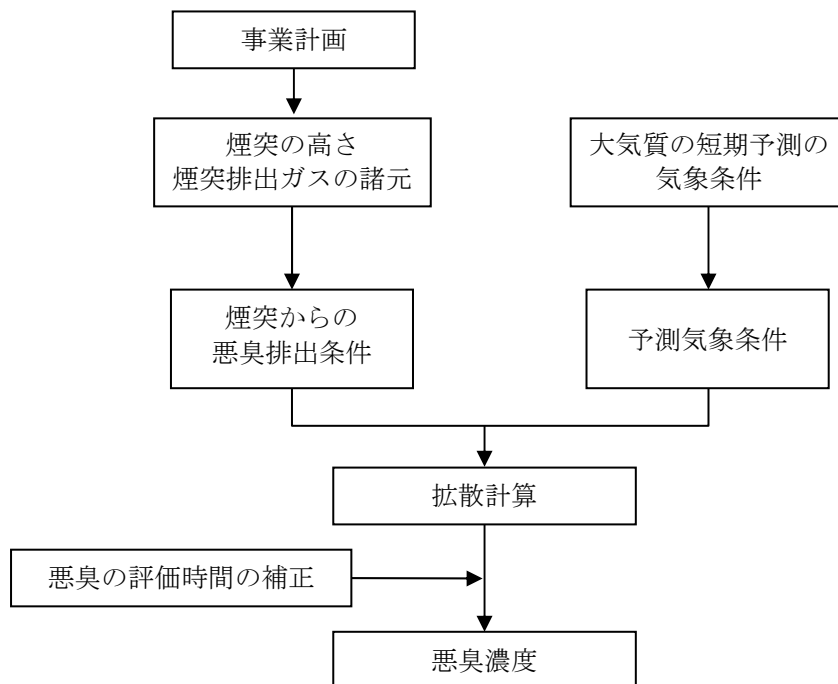 事業計画
煙突の高さ
煙突排出ガスの諸元
大気質の短期予測の
気象条件
煙突からの
悪臭排出条件
予測気象条件
拡散計算
悪臭の評価時間の補正
悪臭濃度